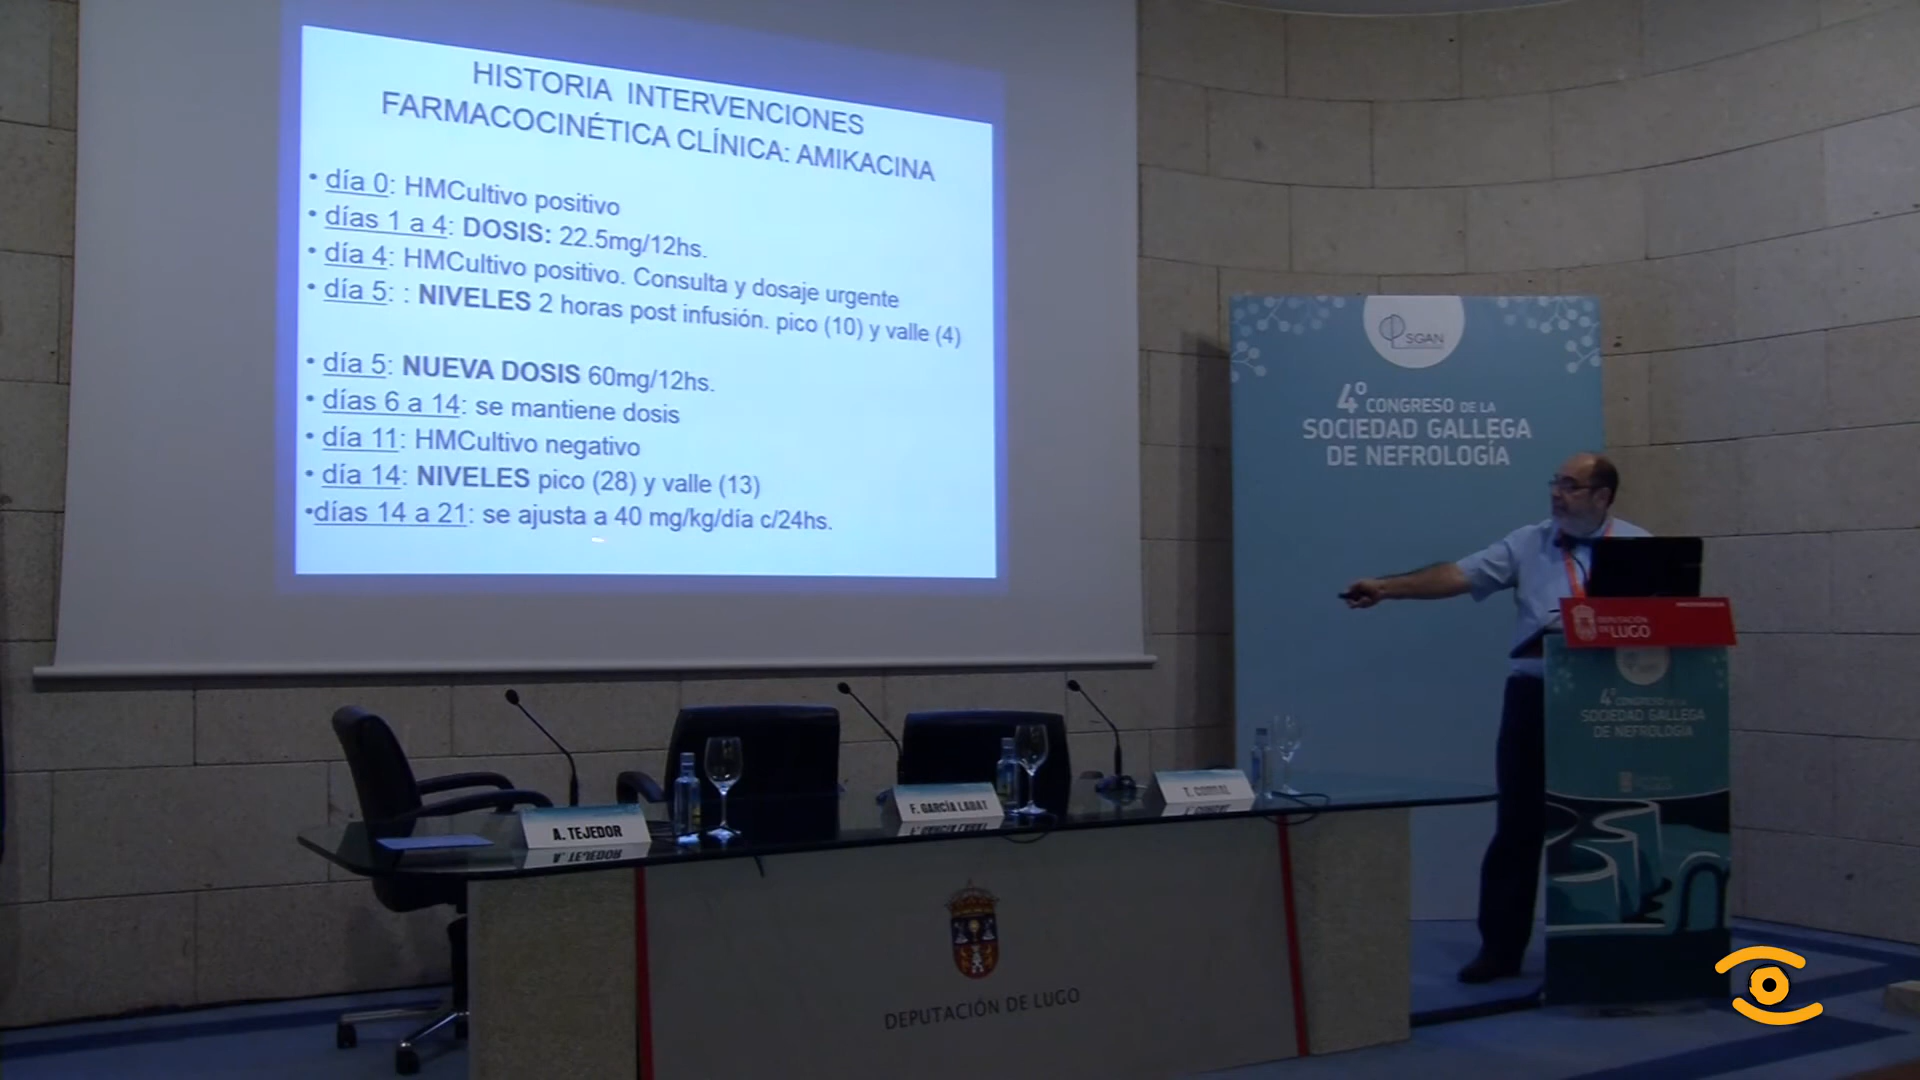 HISTORIA INTERVENCIONES
FARMACOCINÉTICA CLÍNICA: AMIKACINA
• día 0: HMCultivo positivo
• días 1 a 4: DOSIS: 22.5mg/12hs.
• día 4: HMCultivo positivo. Consulta y dosaje urgente
• día 5: : NIVELES 2 horas post infusión. pico (10) y valle (4)
• día 5: NUEVA DOSIS 60mg/12hs.
• días 6 a 14: se mantiene dosis
• día 11: HMCultivo negativo
• día 14: NIVELES pico (28) y valle (13)
•días 14 a 21: se ajusta a 40 mg/kg/día c/24hs.
SGAN
4º CONGRESO DE LA
SOCIEDAD GALLEGA
DE NEFROLOGÍA
DEPUTACIÓN
DE LUGO
4º CONGRESO DE LA
SOCIEDAD GALLEGA
DE NEFROLOGÍA
A. TEJEDOR
F. GARCÍA LABAT
DEPUTACIÓN DE LUGO